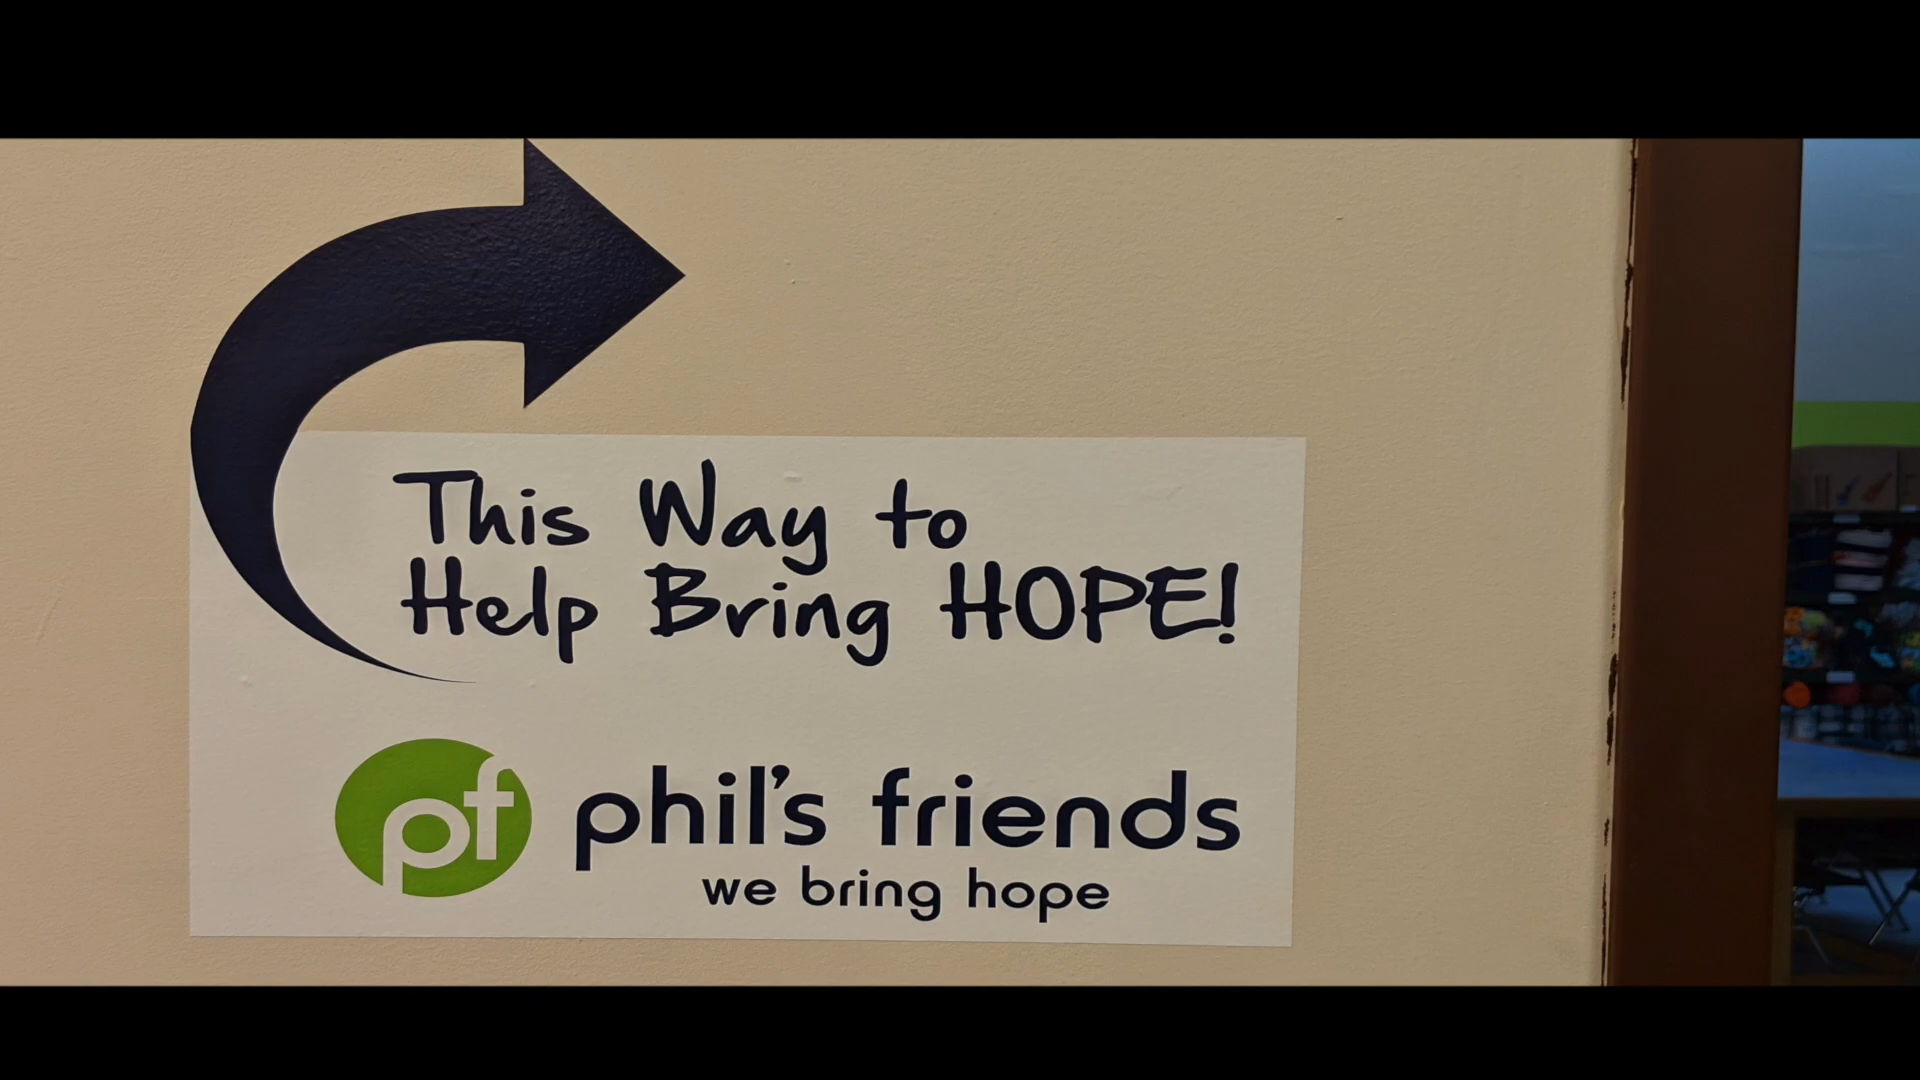 This Way to
Help Bring HOPE!
pf
phil's friends
we bring hope